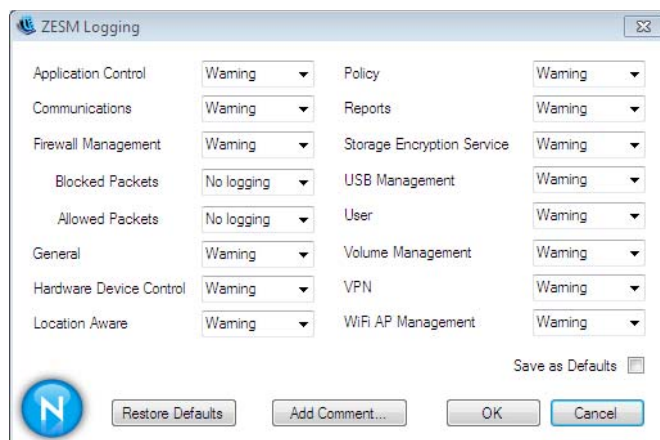 ZESM Logging
Application Control Warning Policy Warning
Communications Warning Reports Warning
Firewall Management Warning Storage Encryption Service Warning
Blocked Packets No logging USB Management Warning
Allowed Packets No logging User Warning
General Warning Volume Management Warning
Hardware Device Control Warning VPN Warning
Location Aware Warning WiFi AP Management Warning
Save as Defaults
N Restore Defaults Add Comment... OK Cancel